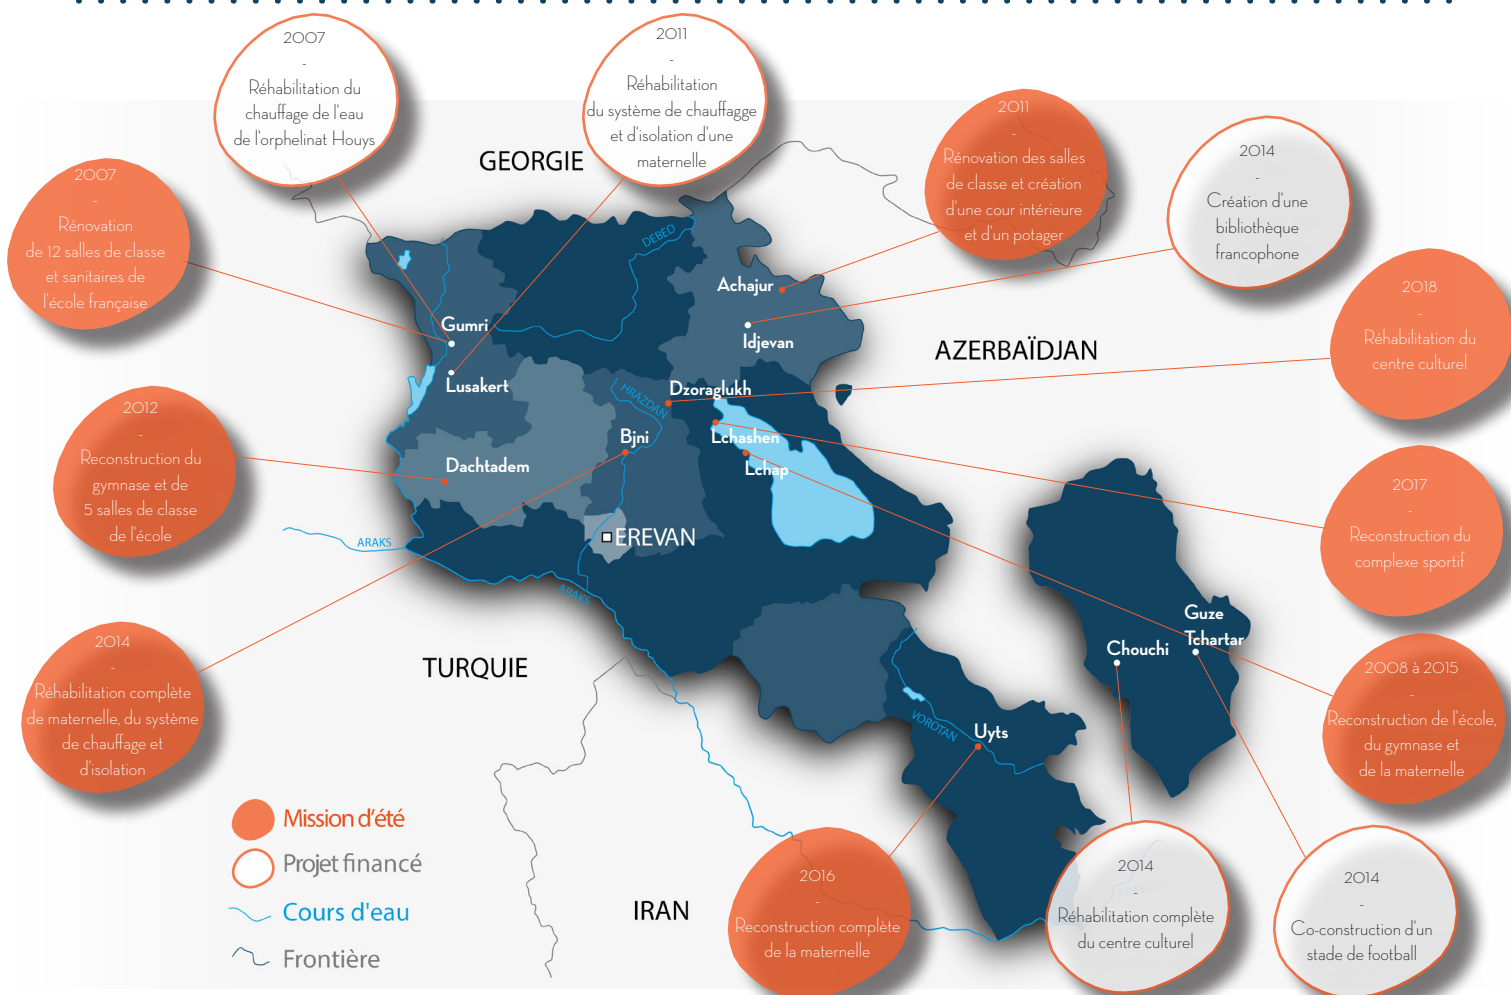 2007
-
Réhabilitation du
chauffage de l'eau
de l'orphelinat Houys
2011
-
Réhabilitation
du système de chauffagge
et d'isolation d'une
maternelle
2011
-
Rénovation des salles
de classe et création
d'une cour intérieure
et d'un potager
2014
-
Création d'une
bibliothèque
francophone
2007
-
Rénovation
de 12 salles de classe
et sanitaires de
l'école française
2018
-
Réhabilitation du
centre culturel
2012
-
Reconstruction du
gymnase et de
5 salles de classe
de l'école
2017
-
Reconstruction du
complexe sportif
2014
-
Réhabilitation complète
de maternelle, du système
de chauffage et
d'isolation
2008 à 2015
-
Reconstruction de l'école,
du gymnase et
de la maternelle
2016
-
Reconstruction complète
de la maternelle
2014
-
Réhabilitation complète
du centre culturel
2014
-
Co-construction d'un
stade de football
GEORGIE
AZERBAÏDJAN
TURQUIE
IRAN
DEBED
Achajur
Idjevan
Gumri
Lusakert
HRAZDAN
Dzoraglukh
Bjni
Lchashen
Lchap
Dachtadem
EREVAN
ARAKS
ARAKS
Guze
Tchartar
Chouchi
VOROTAN
Uyts
ARAKS
Mission d'été
Projet financé
Cours d'eau
Frontière